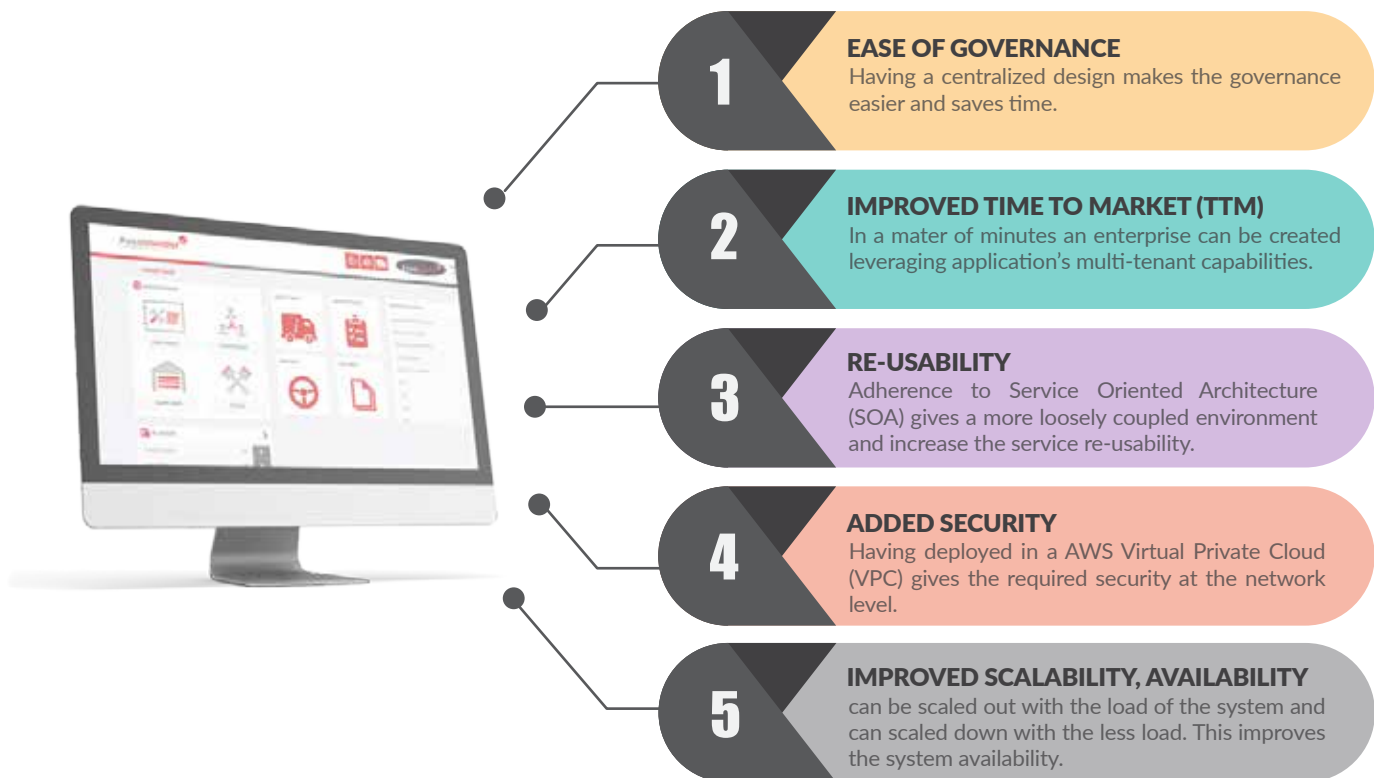 1
EASE OF GOVERNANCE
Having a centralized design makes the governance
easier and saves time.
2
IMPROVED TIME TO MARKET (TTM)
In a mater of minutes an enterprise can be created
leveraging application's multi-tenant capabilities.
3
RE-USABILITY
Adherence to Service Oriented Architecture
(SOA) gives a more loosely coupled environment
and increase the service re-usability.
4
ADDED SECURITY
Having deployed in a AWS Virtual Private Cloud
(VPC) gives the required security at the network
level.
5
IMPROVED SCALABILITY, AVAILABILITY
can be scaled out with the load of the system and
can scaled down with the less load. This improves
the system availability.